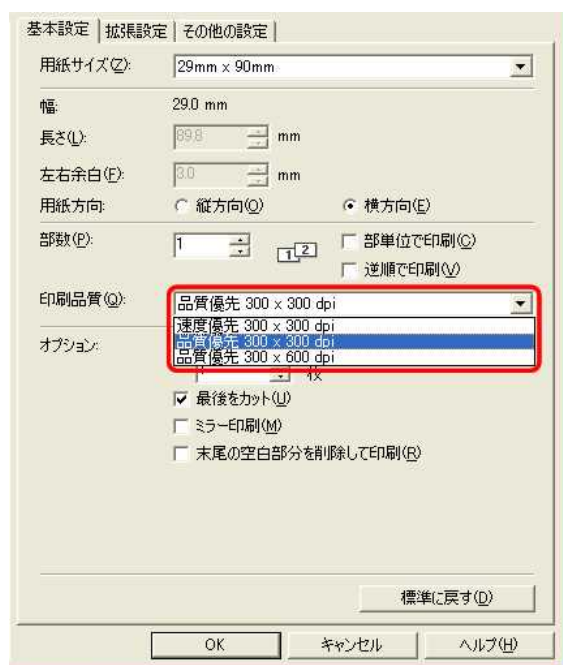 基本設定 拡張設定 その他の設定
用紙サイズ(Z): 29mm x 90mm
幅: 29.0 mm
長さ(L): 89.8 mm
左右余白(F): 3.0 mm
用紙方向: 縦方向(O) 横方向(E)
部数(P): 1 1 2 部単位で印刷(C)
逆順で印刷(V)
印刷品質(Q): 品質優先 300 x 300 dpi
速度優先 300 x 300 dpi
オプション: 品質優先 300 x 300 dpi
品質優先 300 x 600 dpi
最後をカット(U)
ミラー印刷(M)
末尾の空白部分を削除して印刷(R)
標準に戻す(D)
OK キャンセル ヘルプ(H)